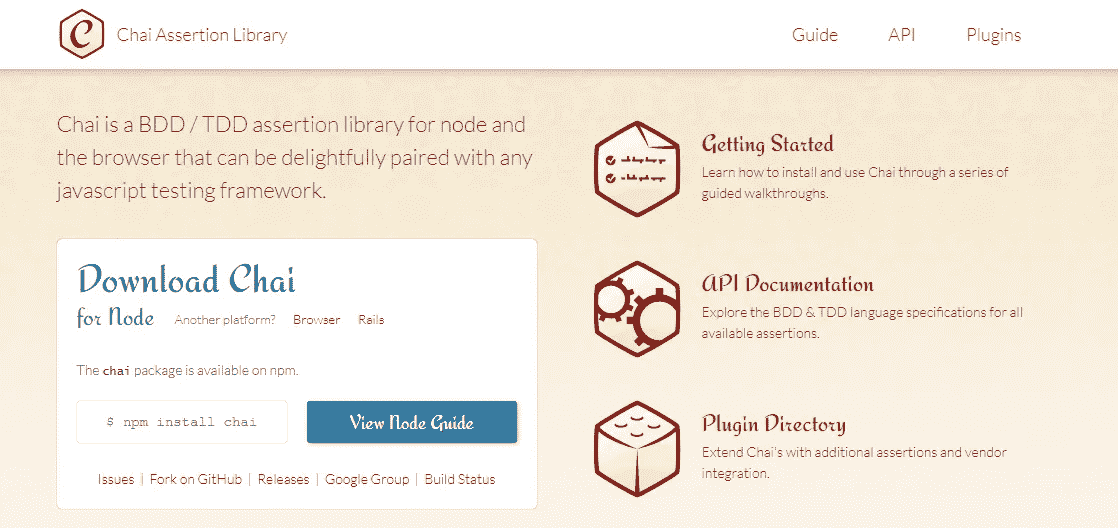 C Chai Assertion Library
Guide API Plugins
Chai is a BDD / TDD assertion library for node and
the browser that can be delightfully paired with any
javascript testing framework.
Download Chai
for Node Another platform? Browser Rails
The chai package is available on npm.
$ npm install chai
View Node Guide
Issues | Fork on GitHub | Releases | Google Group | Build Status
Getting Started
Learn how to install and use Chai through a series of
guided walkthroughs.
API Documentation
Explore the BDD & TDD language specifications for all
available assertions.
Plugin Directory
Extend Chai's with additional assertions and vendor
integration.